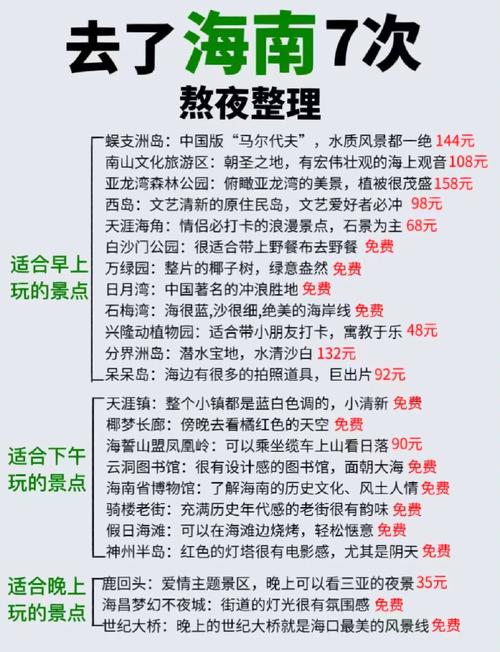 去了海南7次
熬夜整理
适合早上
玩的景点
蜈支洲岛：中国版“马尔代夫”，水质风景都一绝 144元
南山文化旅游区：朝圣之地，有宏伟壮观的海上观音 108元
亚龙湾森林公园：俯瞰亚龙湾的美景，植被很茂盛 158元
西岛：文艺清新的原住民岛，文艺爱好者必冲 98元
天涯海角：情侣必打卡的浪漫景点，石景为主 68元
白沙门公园：很适合带上野餐布去野餐 免费
万绿园：整片的椰子树，绿意盎然 免费
日月湾：中国著名的冲浪胜地 免费
石梅湾：海很蓝,沙很细,绝美的海岸线 免费
兴隆动植物园：适合带小朋友打卡，寓教于乐 48元
分界洲岛：潜水宝地，水清沙白 132元
呆呆岛：海边有很多的拍照道具，巨出片 92元
适合下午
玩的景点
天涯镇：整个小镇都是蓝白色调的，小清新 免费
椰梦长廊：傍晚去看橘红色的天空 免费
海誓山盟凤凰岭：可以乘坐缆车上山看日落 90元
云洞图书馆：很有设计感的图书馆，面朝大海 免费
海南省博物馆：了解海南的历史文化、风土人情 免费
骑楼老街：充满历史年代感的老街很有韵味 免费
假日海滩：可以在海滩边烧烤，轻松惬意 免费
神州半岛：红色的灯塔很有电影感，尤其是阴天 免费
适合晚上
玩的景点
鹿回头：爱情主题景区，晚上可以看三亚的夜景 35元
海昌梦幻不夜城：街道的灯光很有氛围感 免费
世纪大桥：晚上的世纪大桥就是海口最美的风景线 免费